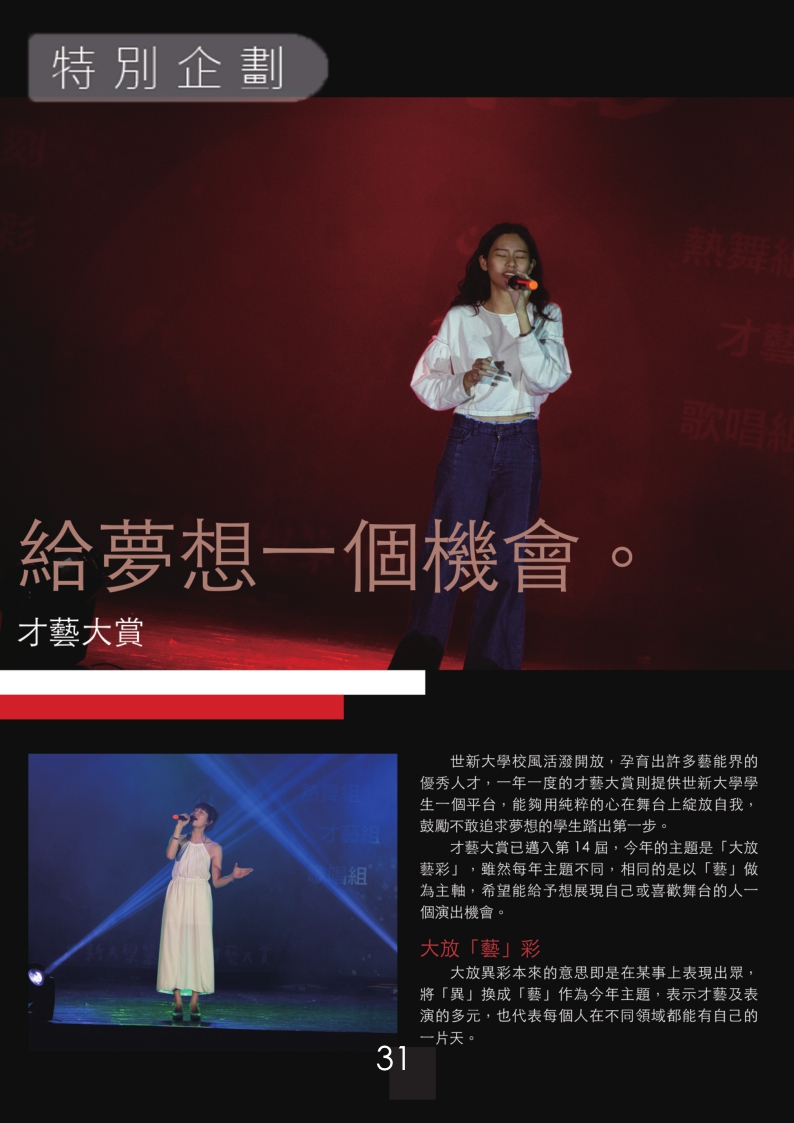 特別企劃
熱舞組
才藝
歌唱組
給夢想一個機會。
才藝大賞
世新大學校風活潑開放,孕育出許多藝能界的
優秀人才,一年一度的才藝大賞則提供世新大學學
生一個平台,能夠用純粹的心在舞台上綻放自我,
鼓勵不敢追求夢想的學生踏出第一步。
才藝大賞已邁入第 14 屆,今年的主題是「大放
藝彩」,雖然每年主題不同,相同的是以「藝」做
為主軸,希望能給予想展現自己或喜歡舞台的人一
個演出機會。
大放「藝」彩
大放異彩本來的意思即是在某事上表現出眾,
將「異」換成「藝」作為今年主題,表示才藝及表
演的多元,也代表每個人在不同領域都能有自己的
一片天。
31